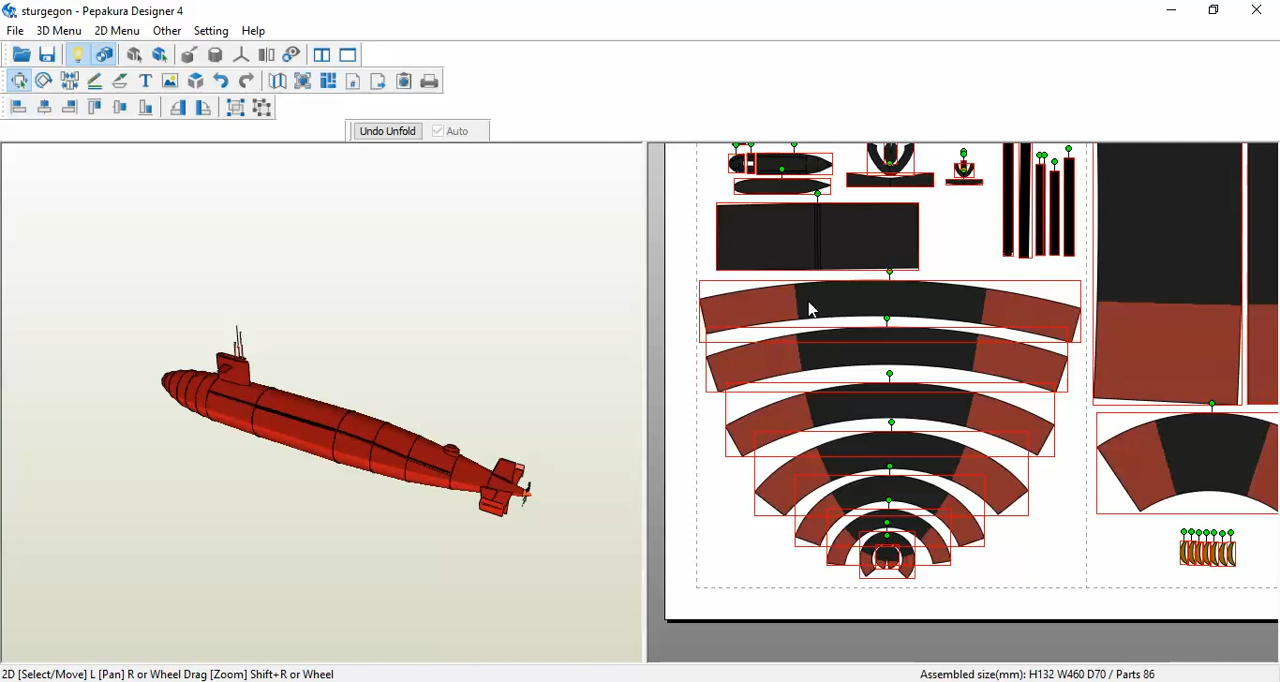 sturgegon - Pepakura Designer 4
File 3D Menu 2D Menu Other Setting Help
Undo Unfold Auto
2D [Select/Move] L [Pan] R or Wheel Drag [Zoom] Shift+R or Wheel Assembled size(mm): H132 W460 D70 / Parts 86